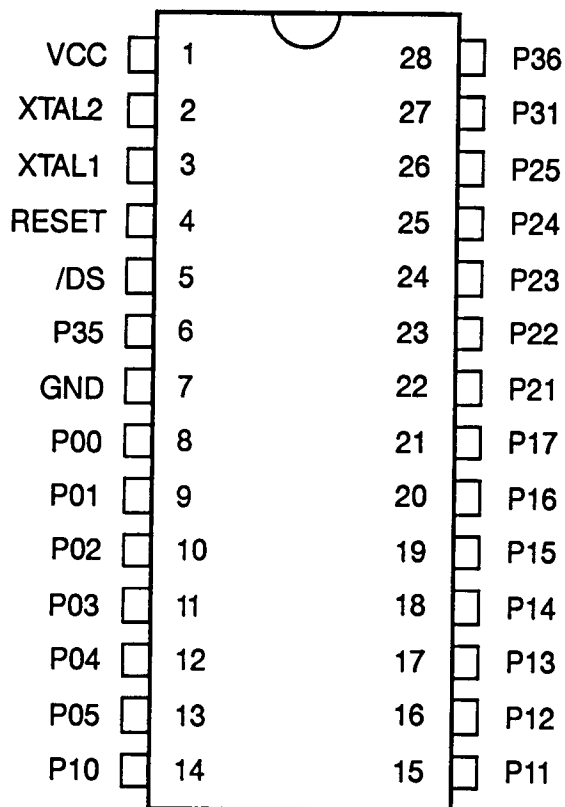 VCC 1 28 P36
XTAL2 2 27 P31
XTAL1 3 26 P25
RESET 4 25 P24
/DS 5 24 P23
P35 6 23 P22
GND 7 22 P21
P00 8 21 P17
P01 9 20 P16
P02 10 19 P15
P03 11 18 P14
P04 12 17 P13
P05 13 16 P12
P10 14 15 P11